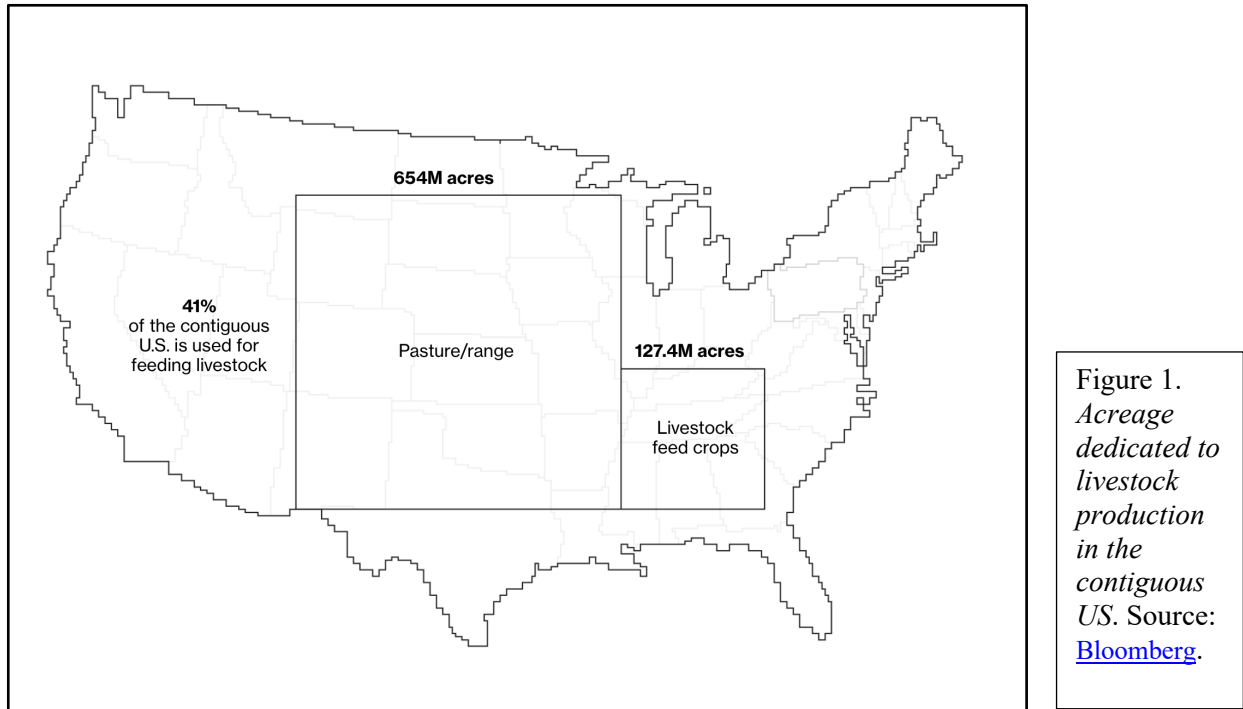 654M acres
41%
of the contiguous
U.S. is used for
feeding livestock
Pasture/range
127.4M acres
Livestock
feed crops
Figure 1.
Acreage
dedicated to
livestock
production
in the
contiguous
US. Source:
Bloomberg.